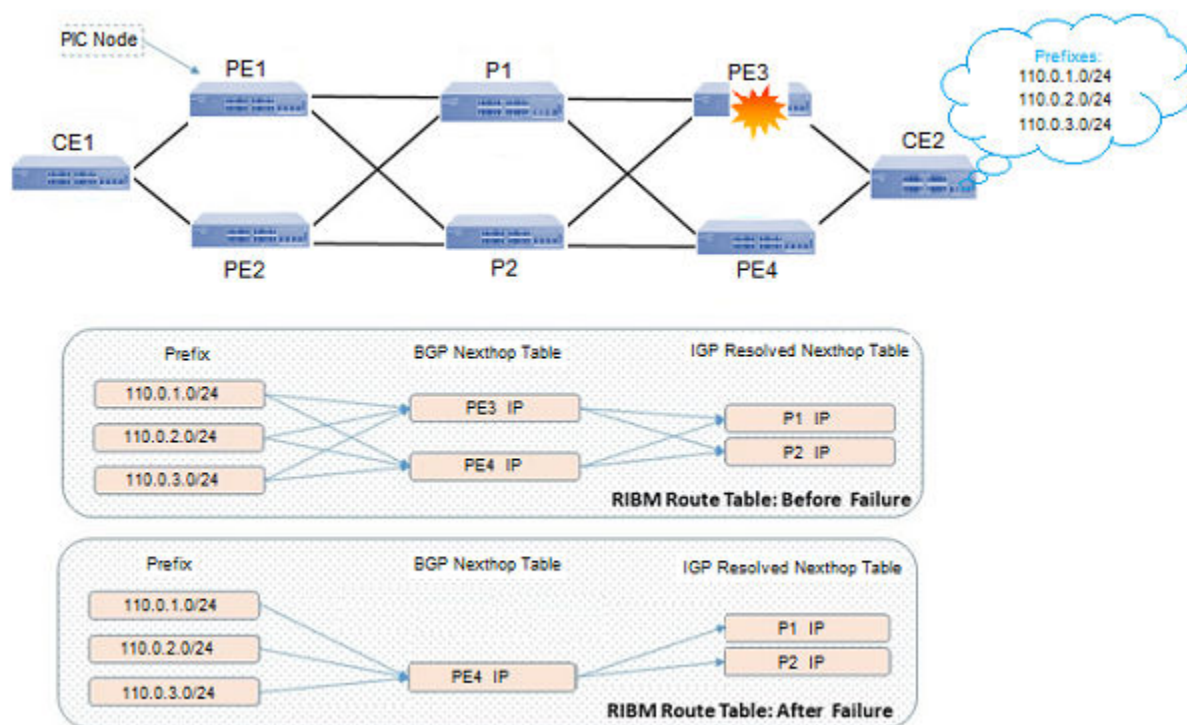 PIC Node
PE1
P1
PE3
CE1
CE2
PE2
P2
PE4
Prefixes:
110.0.1.0/24
110.0.2.0/24
110.0.3.0/24
Prefix
BGP Nexthop Table
IGP Resolved Nexthop Table
110.0.1.0/24
110.0.2.0/24
110.0.3.0/24
PE3 IP
PE4 IP
P1 IP
P2 IP
RIBM Route Table: Before Failure
Prefix
BGP Nexthop Table
IGP Resolved Nexthop Table
110.0.1.0/24
110.0.2.0/24
110.0.3.0/24
PE4 IP
P1 IP
P2 IP
RIBM Route Table: After Failure